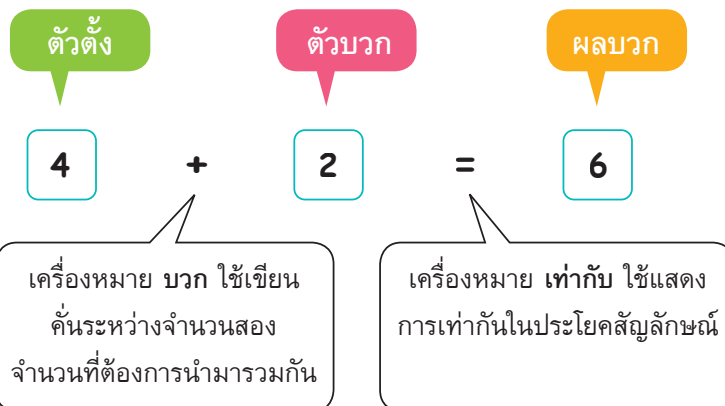 ตัวตั้ง ตัวบวก ผลบวก
4 + 2 = 6
เครื่องหมาย บวก ใช้เขียน
คั่นระหว่างจำนวนสอง
จำนวนที่ต้องการนำมารวมกัน
เครื่องหมาย เท่ากับ ใช้แสดง
การเท่ากันในประโยคสัญลักษณ์